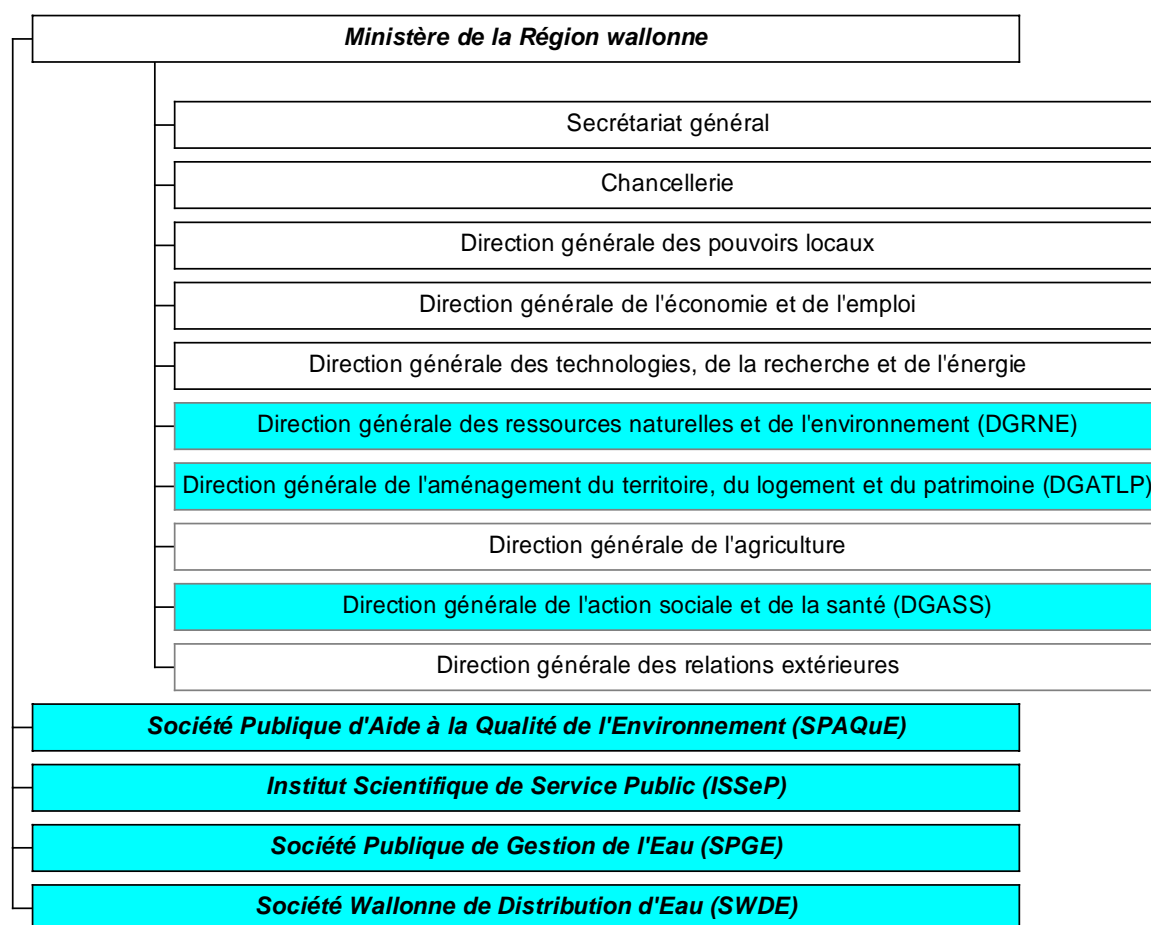 Ministère de la Région wallonne
Secrétariat général
Chancellerie
Direction générale des pouvoirs locaux
Direction générale de l'économie et de l'emploi
Direction générale des technologies, de la recherche et de l'énergie
Direction générale des ressources naturelles et de l'environnement (DGRNE)
Direction générale de l'aménagement du territoire, du logement et du patrimoine (DGATLP)
Direction générale de l'agriculture
Direction générale de l'action sociale et de la santé (DGASS)
Direction générale des relations extérieures
Société Publique d'Aide à la Qualité de l'Environnement (SPAQuE)
Institut Scientifique de Service Public (ISSeP)
Société Publique de Gestion de l'Eau (SPGE)
Société Wallonne de Distribution d'Eau (SWDE)